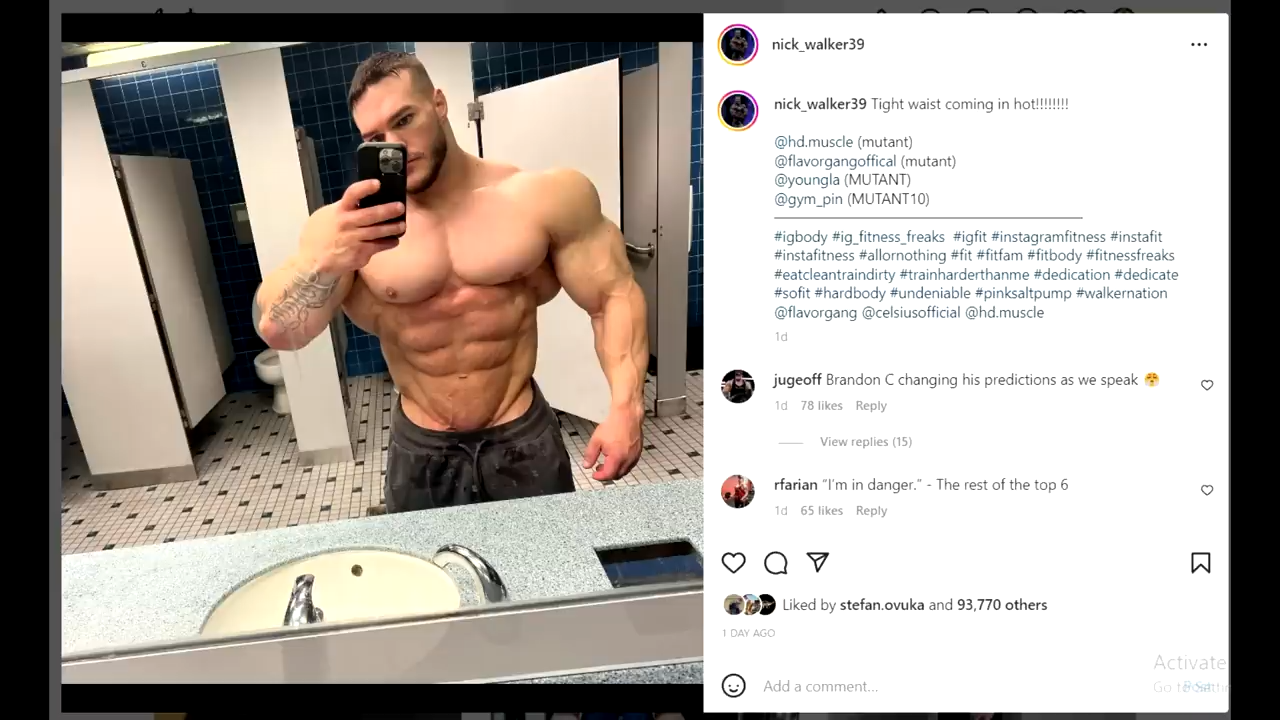 nick_walker39
nick_walker39 Tight waist coming in hot!!!!!!!!
@hd.muscle (mutant)
@flavorgangoffical (mutant)
@youngla (MUTANT)
@gym_pin (MUTANT10)
#igbody #ig_fitness_freaks #igfit #instagramfitness #instafit
#instafitness #allornothing #fit #fitfam #fitbody #fitnessfreaks
#eatcleantraindirty #trainharderthanme #dedication #dedicate
#sofit #hardbody #undeniable #pinksaltpump #walkernation
@flavorgang @celsiusofficial @hd.muscle
1d
jugeoff Brandon C changing his predictions as we speak
1d 78 likes Reply
View replies (15)
rfarian “I'm in danger.” - The rest of the top 6
1d 65 likes Reply
Liked by stefan.ovuka and 93,770 others
1 DAY AGO
Activate
Go to
Add a comment...